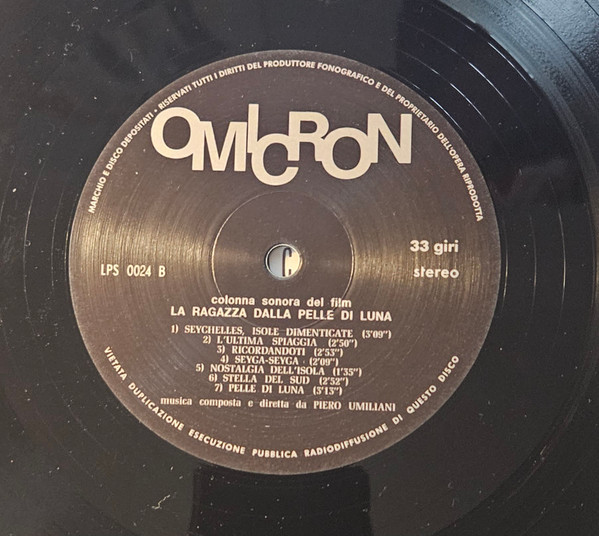 MARCHIO E DISCO DEPOSITATI • RISERVATI TUTTI I DIRITTI DEL PRODUTTORE FONOGRAFICO E DEL PROPRIETARIO DELL'OPERA RIPRODOTTA
OMICRON
33 giri
LPS 0024 B
stereo
C
colonna sonora del film
LA RAGAZZA DALLA PELLE DI LUNA
1) SEYCHELLES, ISOLE DIMENTICATE (3'09")
2) L'ULTIMA SPIAGGIA (2'50")
3) RICORDANDOTI (2'53")
4) SEYGA-SEYGA (2'09")
5) NOSTALGIA DELL'ISOLA (1'35")
6) STELLA DEL SUD (2'52")
7) PELLE DI LUNA (3'13")
musica composta e diretta da PIERO UMILIANI
VIETATA DUPLICAZIONE ESECUZIONE PUBBLICA RADIODIFFUSIONE DI QUESTO DISCO